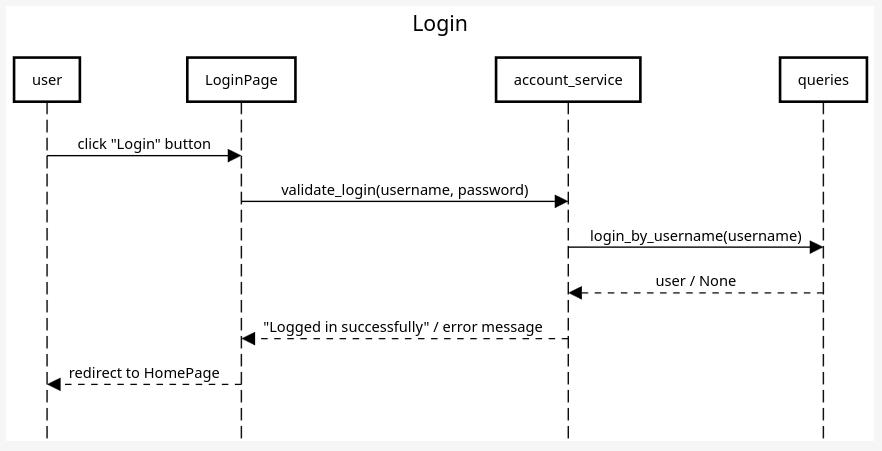 Login
user
LoginPage
account_service
queries
click "Login" button
validate_login(username, password)
login_by_username(username)
user / None
"Logged in successfully" / error message
redirect to HomePage